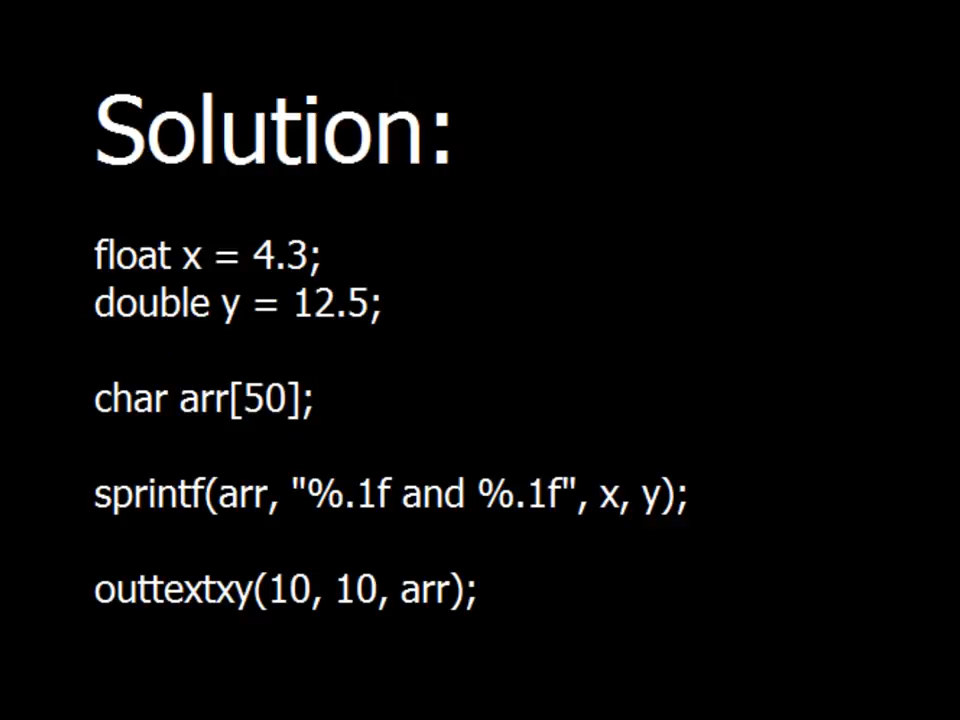 Solution:
float x = 4.3;
double y = 12.5;
char arr[50];
sprintf(arr, "%.1f and %.1f", x, y);
outtextxy(10, 10, arr);